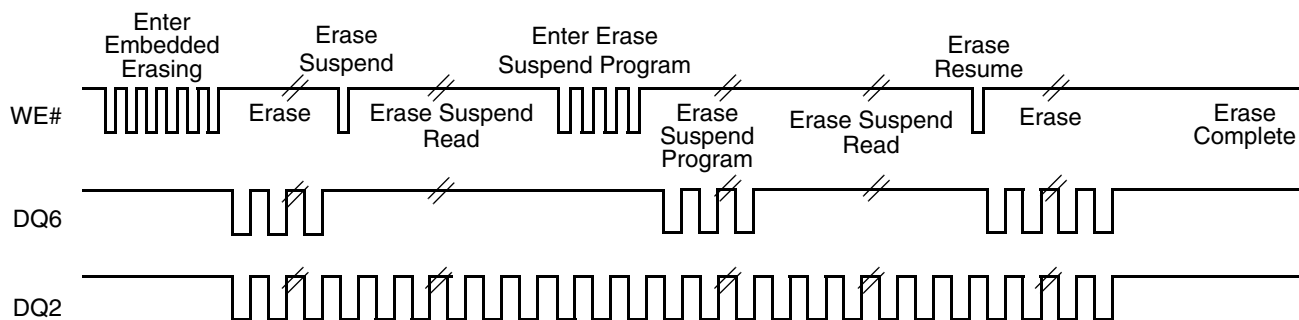 Enter
Embedded
Erasing
Erase
Suspend
Enter Erase
Suspend Program
Erase
Resume
WE#
Erase
Erase Suspend
Read
Erase
Suspend
Program
Erase Suspend
Read
Erase
Erase
Complete
DQ6
DQ2